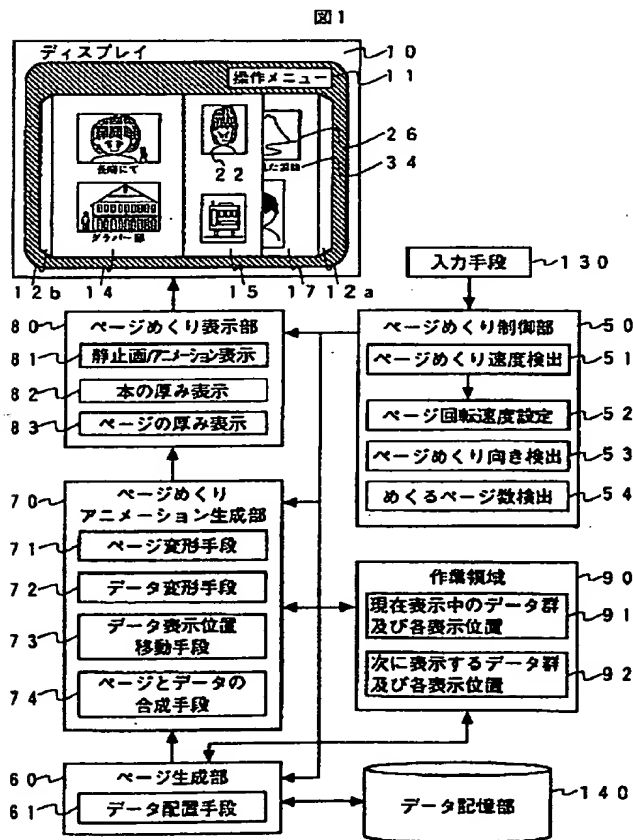 図1
ディスプレイ
10
操作メニュー
11
26
34
長崎にて
22
グラバー邸
12b
14
15
17
12a
入力手段
130
80
ページめくり表示部
81
静止画/アニメーション表示
82
本の厚み表示
83
ページの厚み表示
ページめくり制御部
50
ページめくり速度検出
51
ページ回転速度設定
52
ページめくり向き検出
53
めくるページ数検出
54
70
ページめくり
アニメーション生成部
71
ページ変形手段
72
データ変形手段
73
データ表示位置
移動手段
74
ページとデータの
合成手段
作業領域
90
現在表示中のデータ群
及び各表示位置
91
次に表示するデータ群
及び各表示位置
92
60
ページ生成部
61
データ配置手段
データ記憶部
140